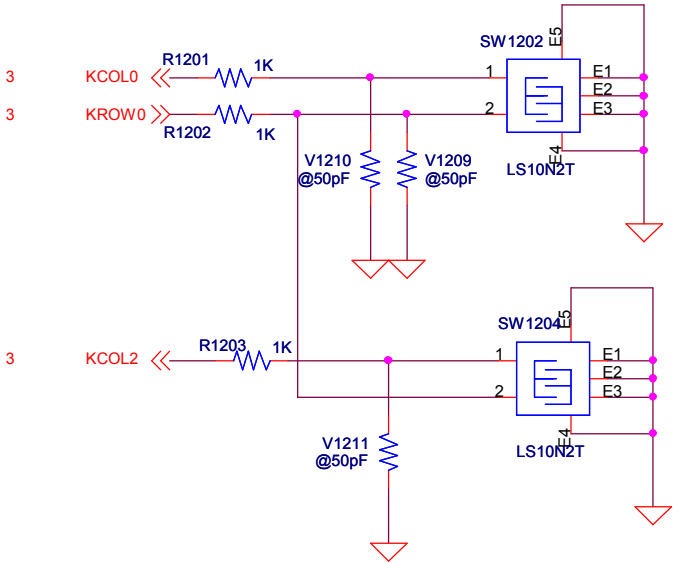 E5
SW1202
R1201
1K
3
KCOL0
1
E1
E2
3
KROW0
2
E3
R1202
1K
V1210
@50pF
V1209
@50pF
E4
LS10N2T
E5
SW1204
R1203
1K
3
KCOL2
1
E1
E2
2
E3
E4
LS10N2T
V1211
@50pF